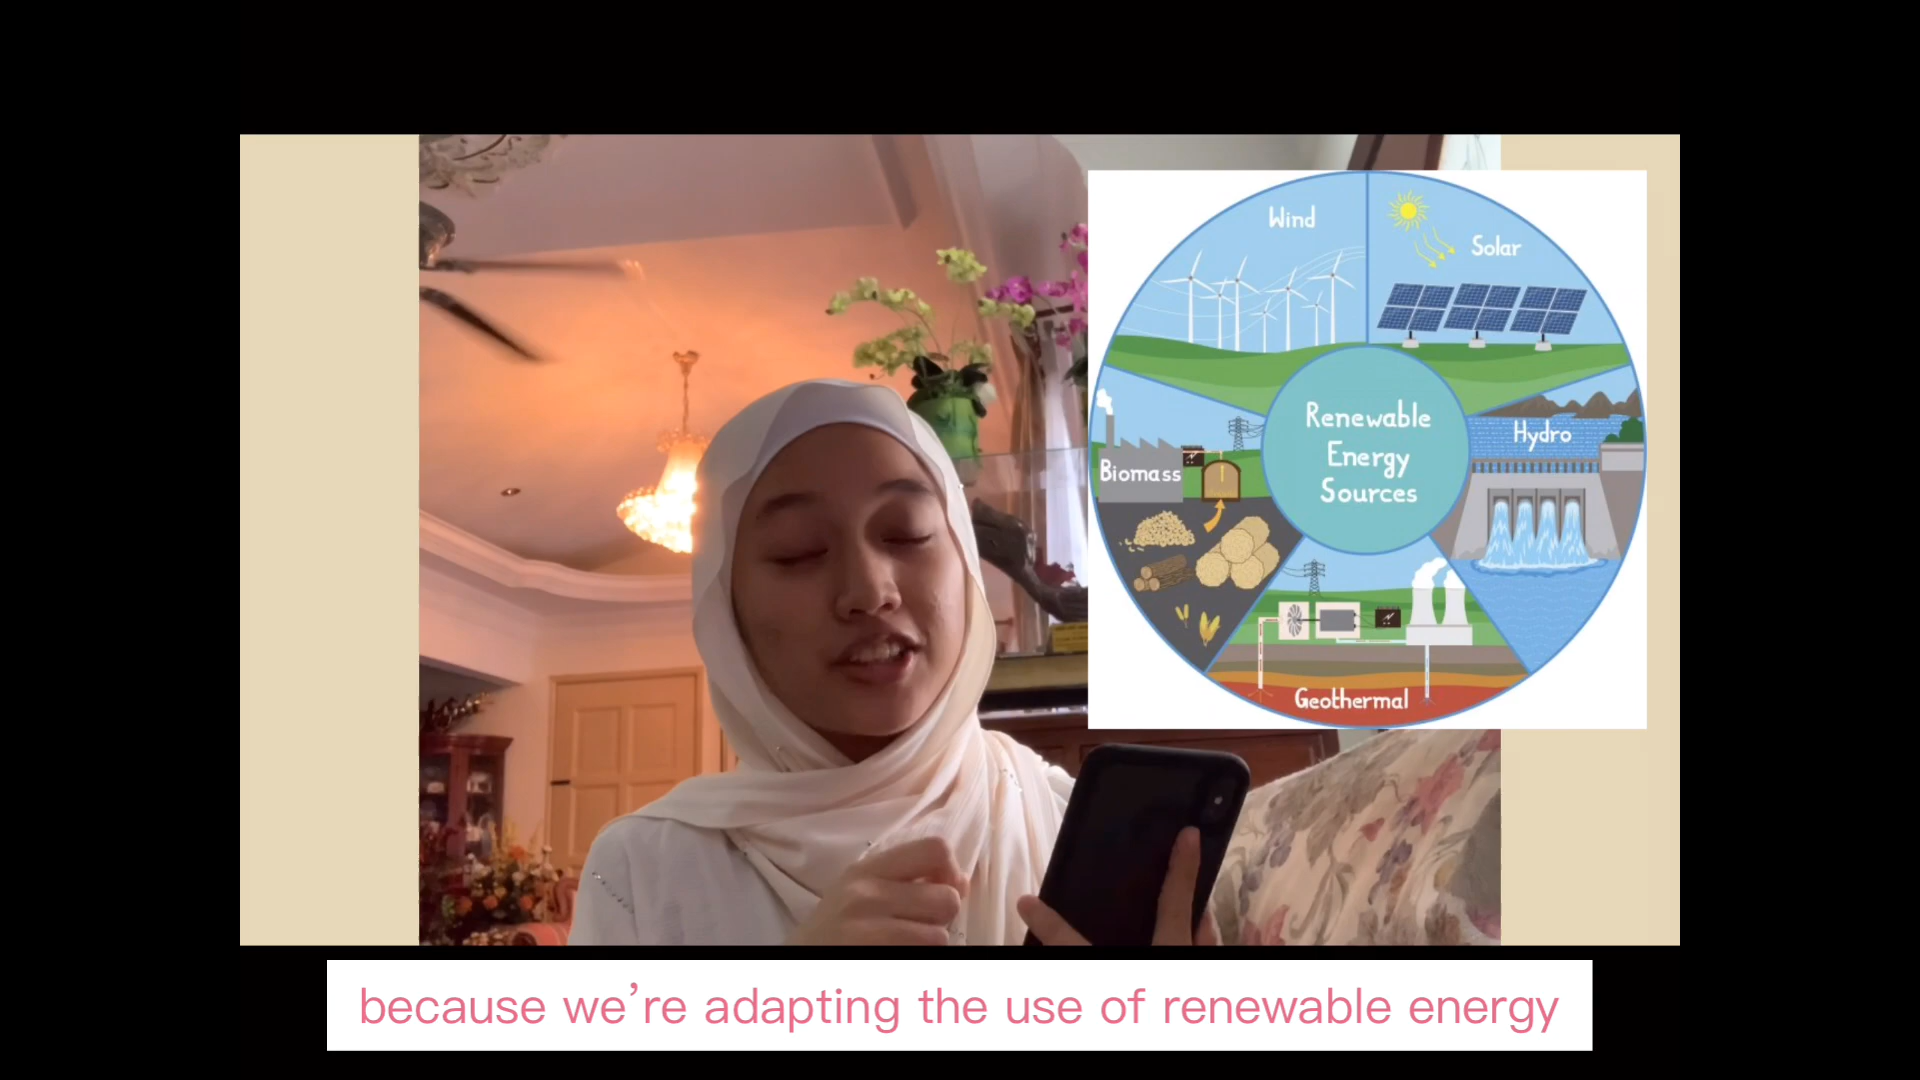 Wind
Solar
Biomass
Renewable
Energy
Sources
Hydro
Geothermal
because we’re adapting the use of renewable energy